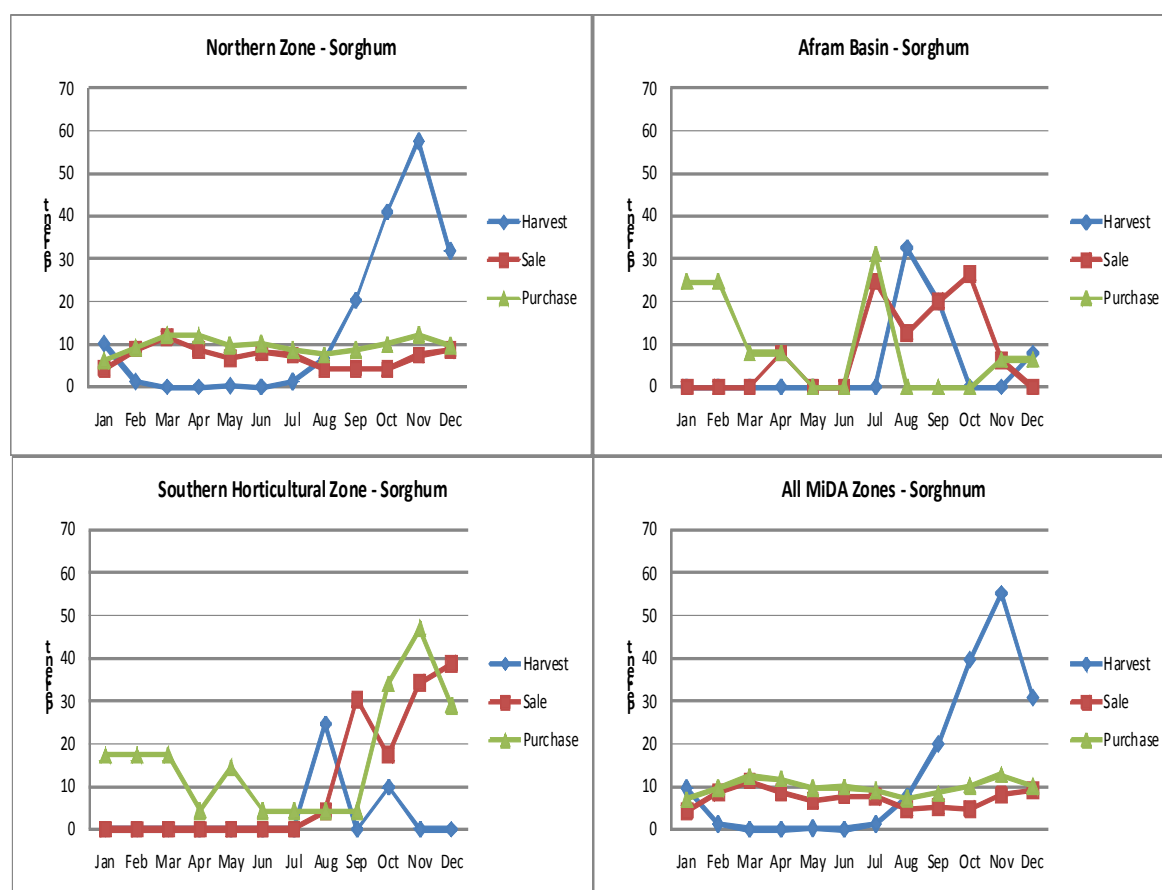 Northern Zone - Sorghum
70
60
50
40
30
20
10
0
percent
Jan Feb Mar Apr May Jun Jul Aug Sep Oct Nov Dec
Harvest
Sale
Purchase
Afram Basin - Sorghum
70
60
50
40
30
20
10
0
percent
Jan Feb Mar Apr May Jun Jul Aug Sep Oct Nov Dec
Harvest
Sale
Purchase
Southern Horticultural Zone - Sorghum
70
60
50
40
30
20
10
0
percent
Jan Feb Mar Apr May Jun Jul Aug Sep Oct Nov Dec
Harvest
Sale
Purchase
All MiDA Zones - Sorghnum
70
60
50
40
30
20
10
0
percent
Jan Feb Mar Apr May Jun Jul Aug Sep Oct Nov Dec
Harvest
Sale
Purchase